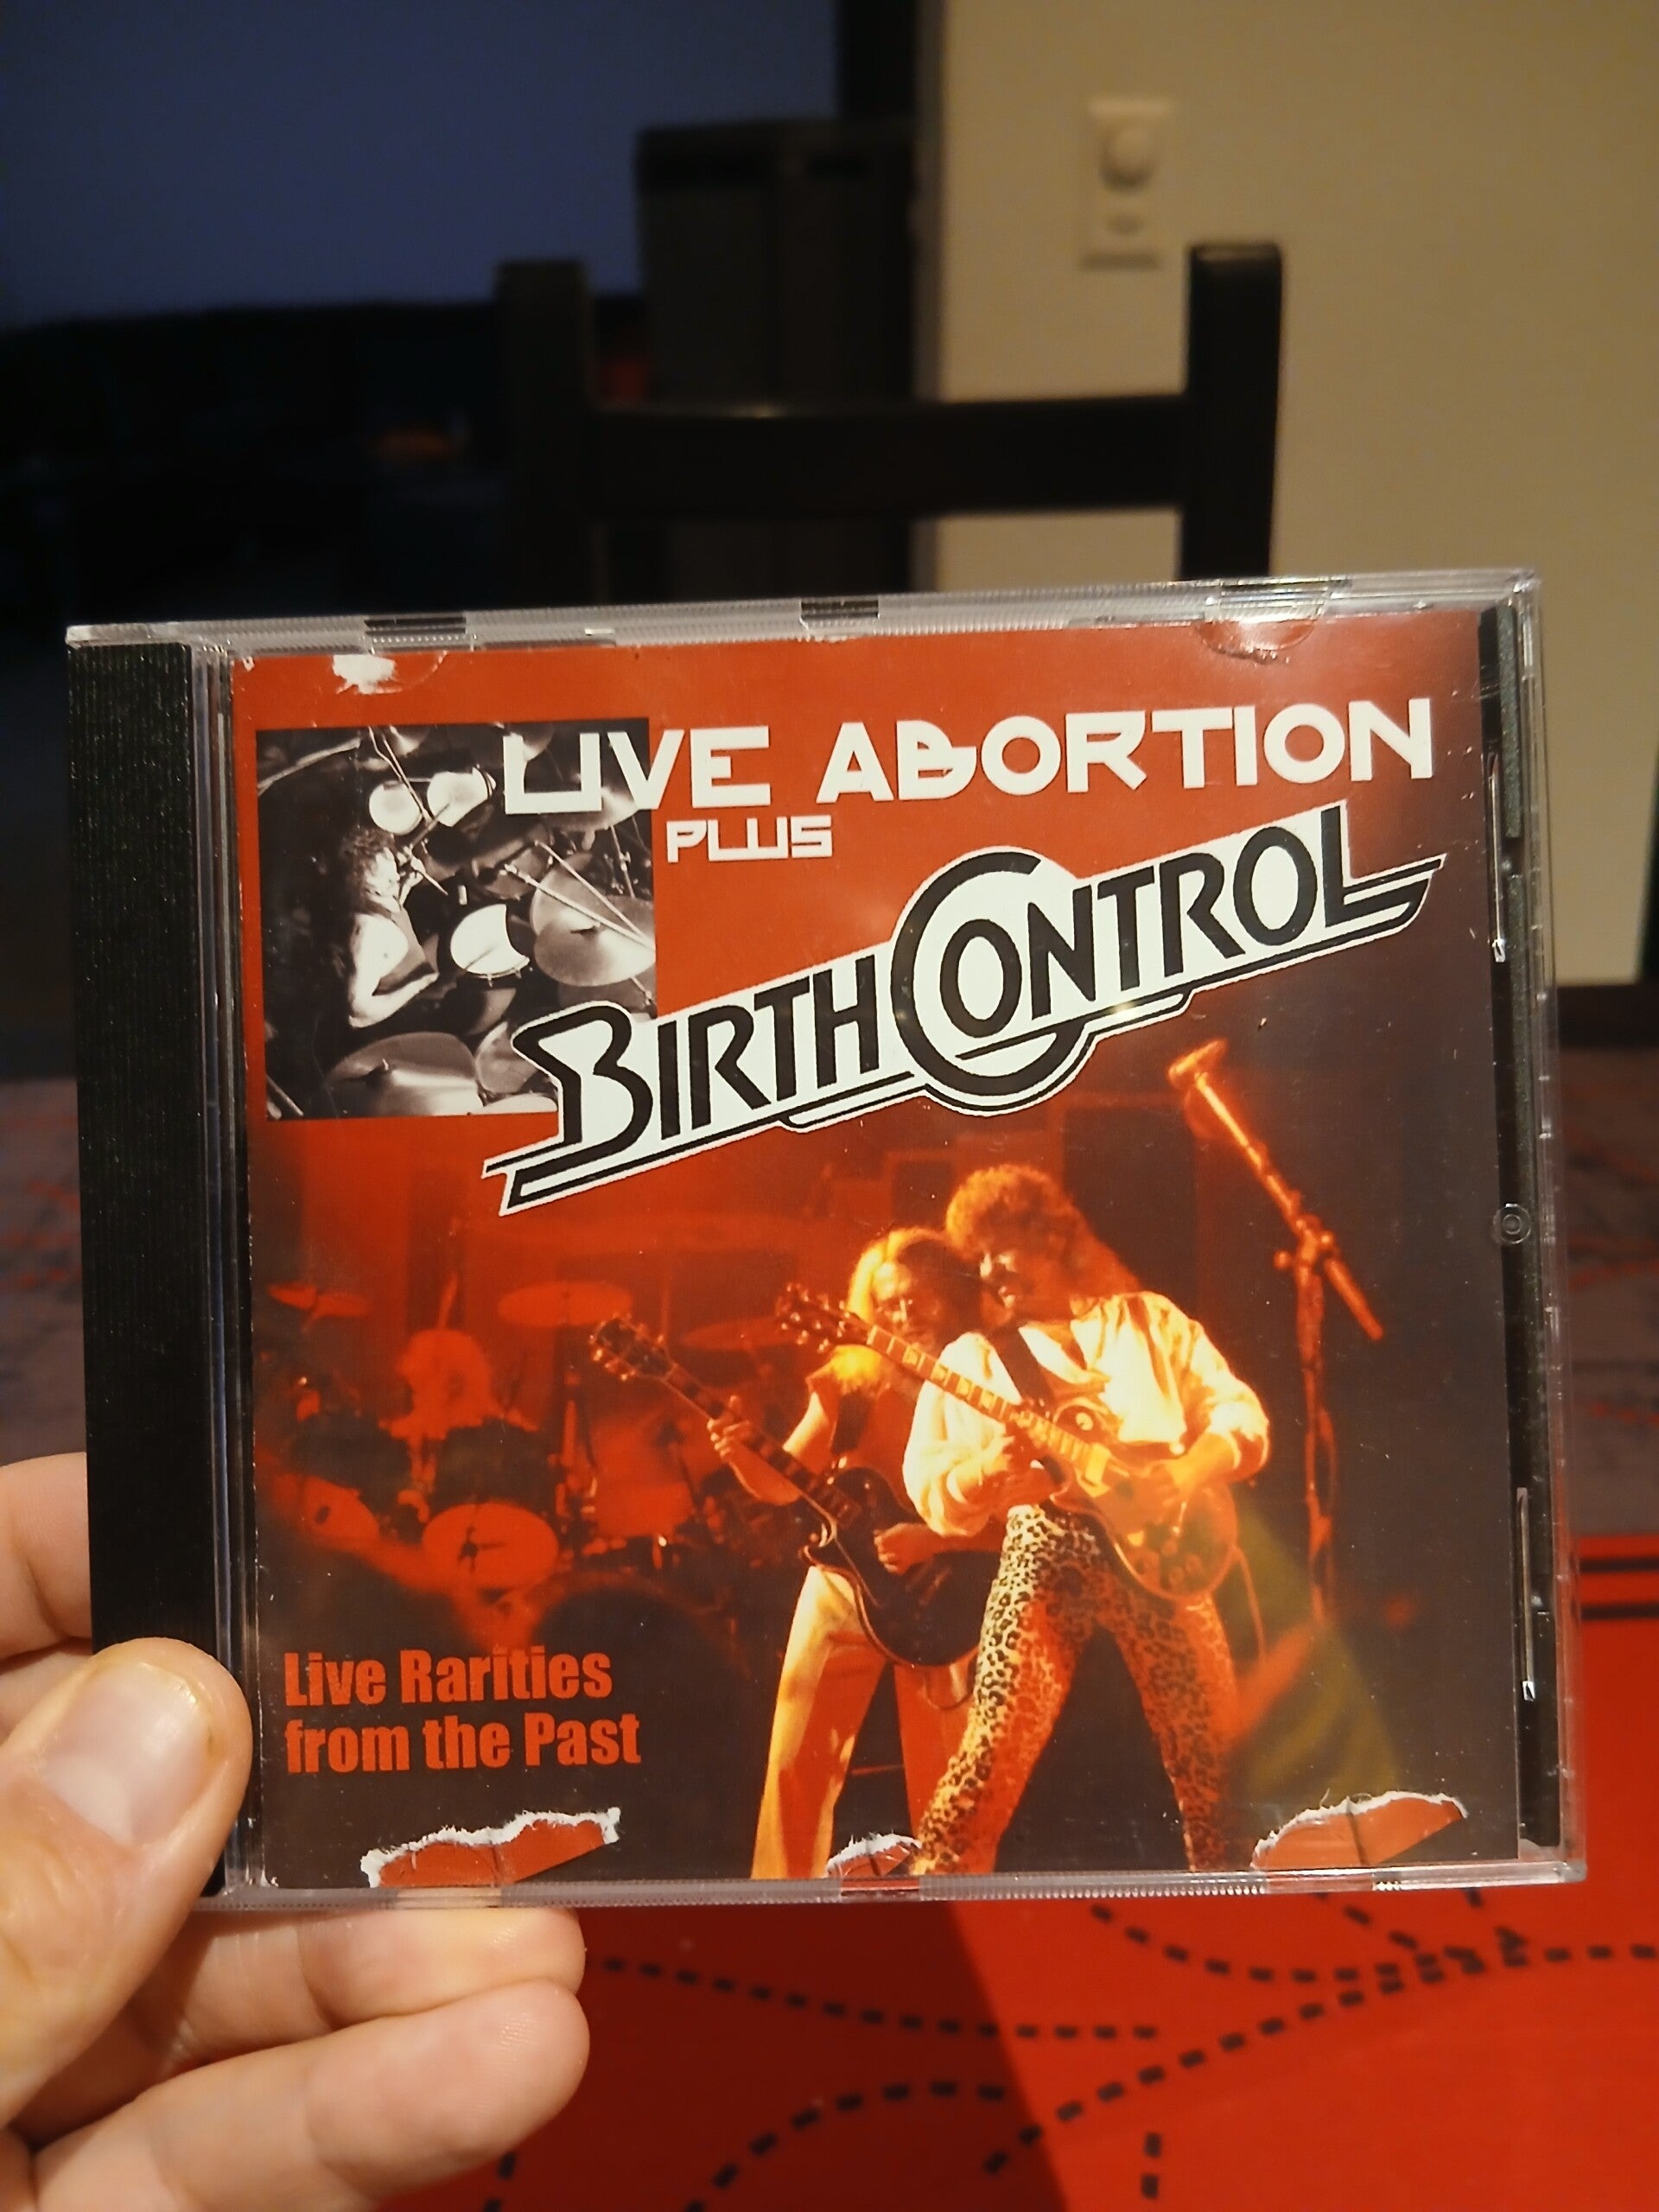 LIVE ABORTION
PLUS
BIRTH CONTROL
Live Rarities
from the Past